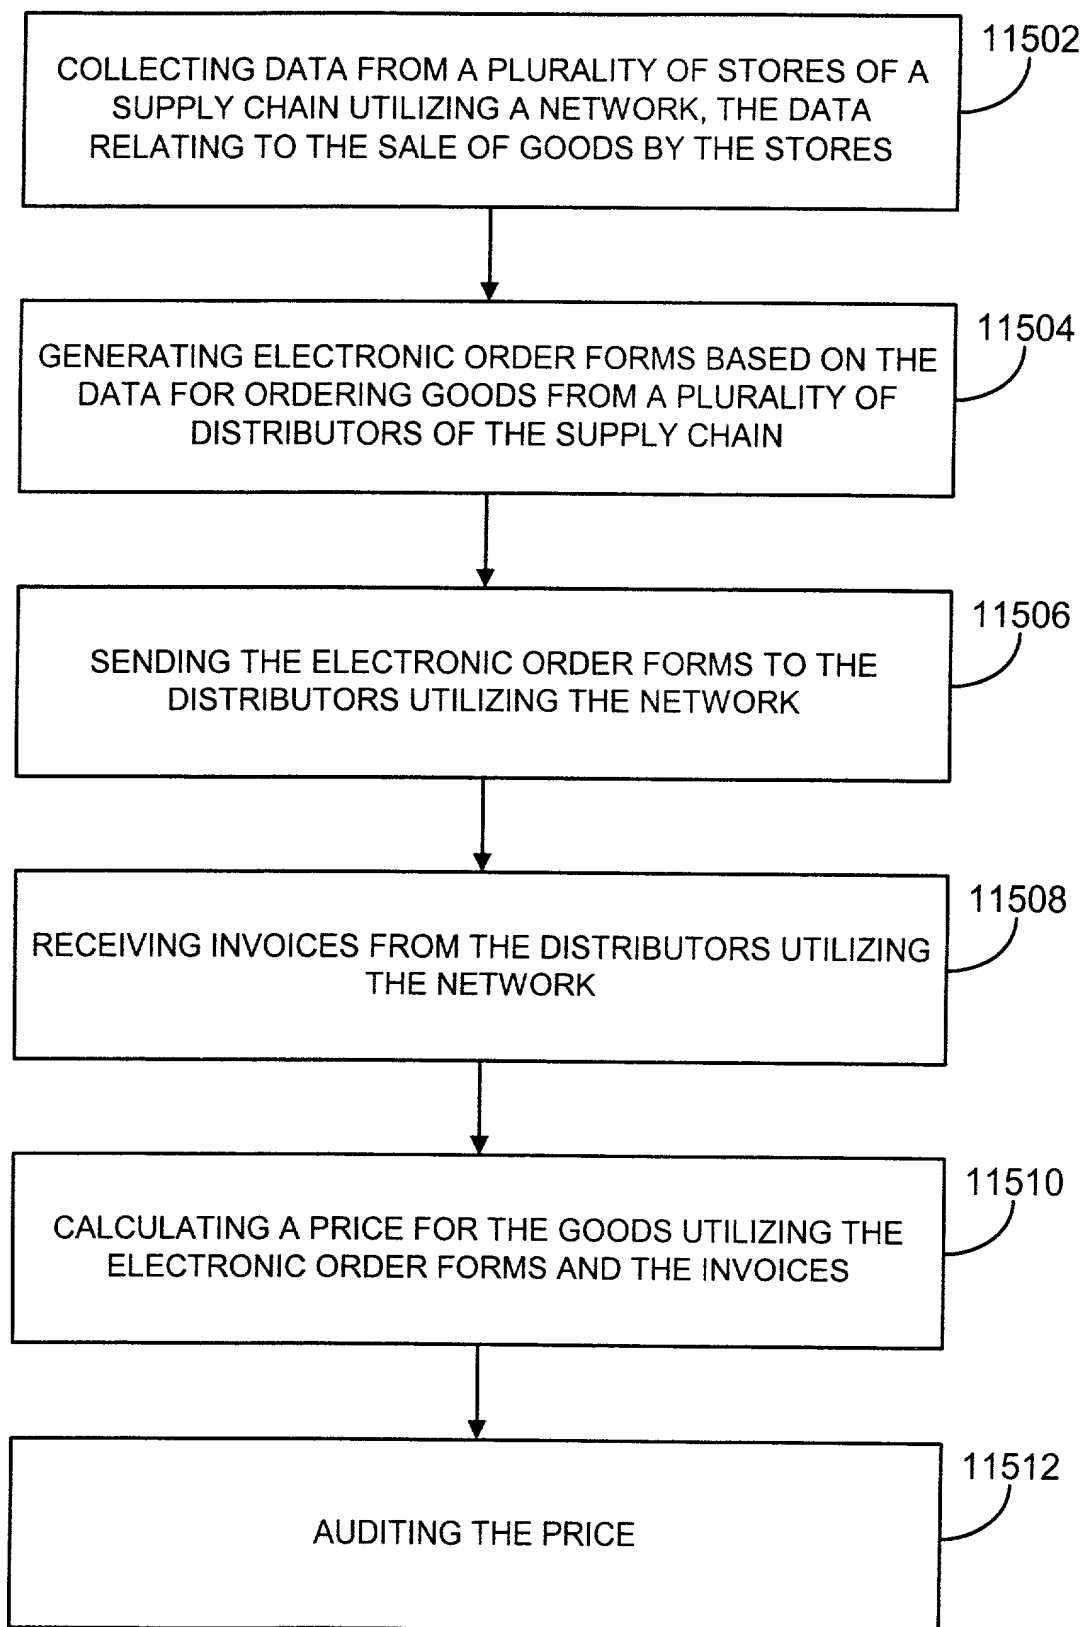 11502
COLLECTING DATA FROM A PLURALITY OF STORES OF A
SUPPLY CHAIN UTILIZING A NETWORK, THE DATA
RELATING TO THE SALE OF GOODS BY THE STORES
11504
GENERATING ELECTRONIC ORDER FORMS BASED ON THE
DATA FOR ORDERING GOODS FROM A PLURALITY OF
DISTRIBUTORS OF THE SUPPLY CHAIN
11506
SENDING THE ELECTRONIC ORDER FORMS TO THE
DISTRIBUTORS UTILIZING THE NETWORK
11508
RECEIVING INVOICES FROM THE DISTRIBUTORS UTILIZING
THE NETWORK
11510
CALCULATING A PRICE FOR THE GOODS UTILIZING THE
ELECTRONIC ORDER FORMS AND THE INVOICES
11512
AUDITING THE PRICE